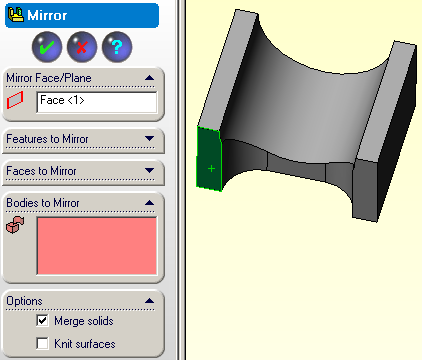 Mirror
?
Mirror Face/Plane
Face <1>
Features to Mirror
Faces to Mirror
Bodies to Mirror
Options
Merge solids
Knit surfaces